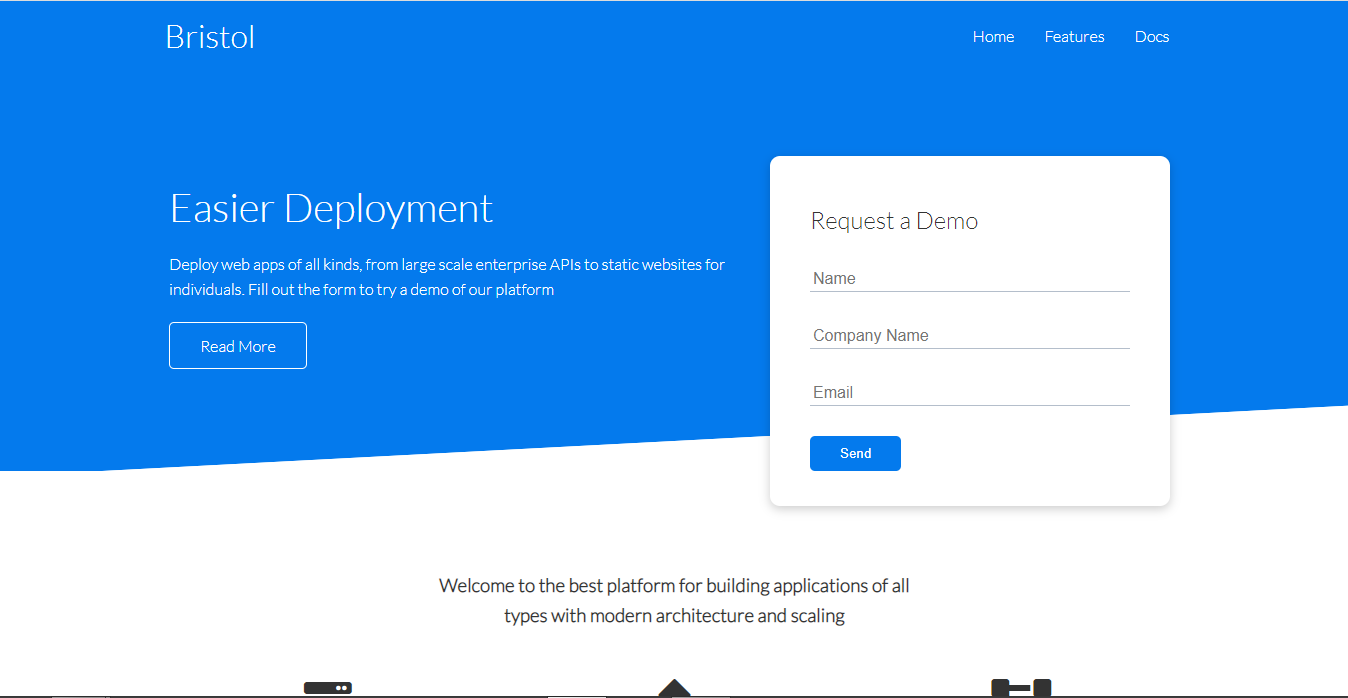 Bristol
Home Features Docs
Easier Deployment
Deploy web apps of all kinds, from large scale enterprise APIs to static websites for
individuals. Fill out the form to try a demo of our platform
Read More
Request a Demo
Name
Company Name
Email
Send
Welcome to the best platform for building applications of all
types with modern architecture and scaling